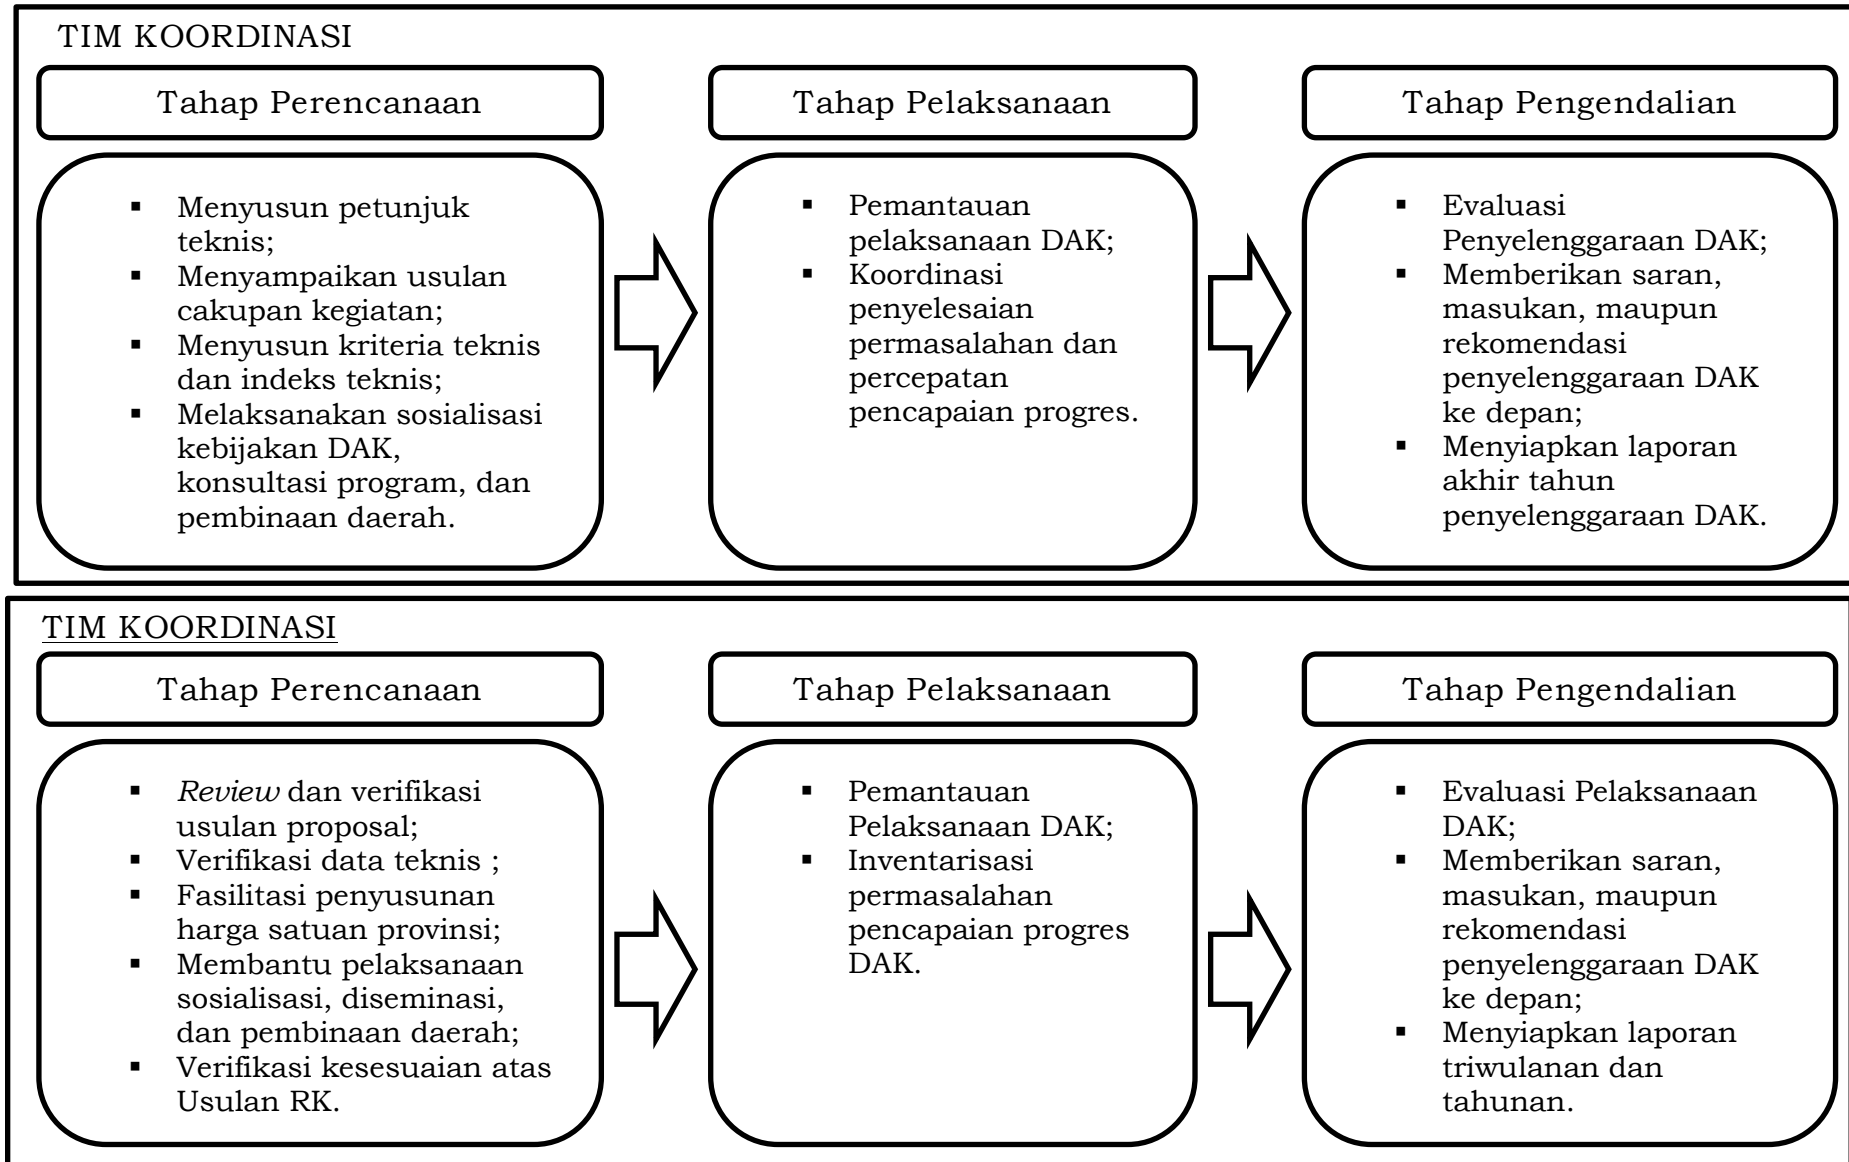 TIM KOORDINASI
Tahap Perencanaan
▪ Menyusun petunjuk
teknis;
▪ Menyampaikan usulan
cakupan kegiatan;
▪ Menyusun kriteria teknis
dan indeks teknis;
▪ Melaksanakan sosialisasi
kebijakan DAK,
konsultasi program, dan
pembinaan daerah.
Tahap Pelaksanaan
▪ Pemantauan
pelaksanaan DAK;
▪ Koordinasi
penyelesaian
permasalahan dan
percepatan
pencapaian progres.
Tahap Pengendalian
▪ Evaluasi
Penyelenggaraan DAK;
▪ Memberikan saran,
masukan, maupun
rekomendasi
penyelenggaraan DAK
ke depan;
▪ Menyiapkan laporan
akhir tahun
penyelenggaraan DAK.
TIM KOORDINASI
Tahap Perencanaan
▪ Review dan verifikasi
usulan proposal;
▪ Verifikasi data teknis ;
▪ Fasilitasi penyusunan
harga satuan provinsi;
▪ Membantu pelaksanaan
sosialisasi, diseminasi,
dan pembinaan daerah;
▪ Verifikasi kesesuaian atas
Usulan RK.
Tahap Pelaksanaan
▪ Pemantauan
Pelaksanaan DAK;
▪ Inventarisasi
permasalahan
pencapaian progres
DAK.
Tahap Pengendalian
▪ Evaluasi Pelaksanaan
DAK;
▪ Memberikan saran,
masukan, maupun
rekomendasi
penyelenggaraan DAK
ke depan;
▪ Menyiapkan laporan
triwulanan dan
tahunan.